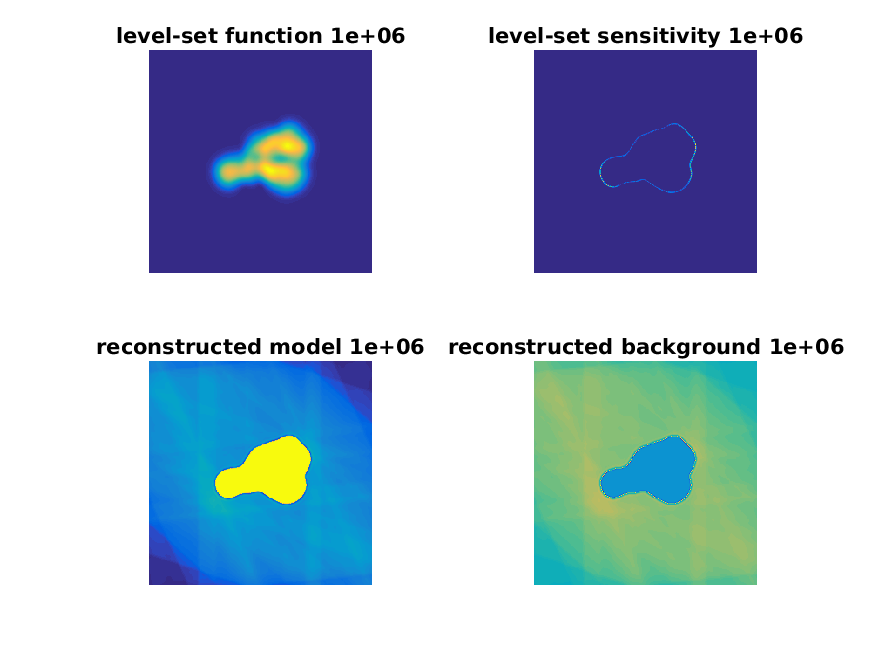 level-set function 1e+06
level-set sensitivity 1e+06
reconstructed model 1e+06
reconstructed background 1e+06